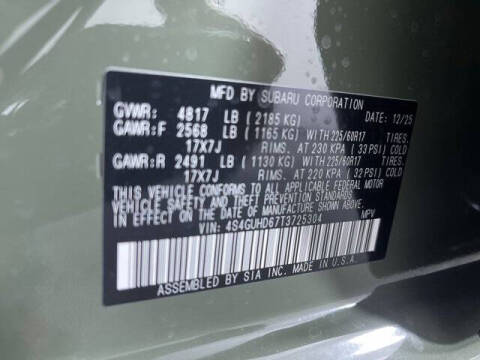 MFD BY SUBARU CORPORATION DATE: 12/25
GVWR: 4817 LB (2185 KG)
GAWR:F 2568 LB (1165 KG) WITH 225/60R17 TIRES.
17X7J RIMS. AT 230 KPA (33 PSI) COLD
GAWR:R 2491 LB (1130 KG) WITH 225/60R17 TIRES.
17X7J RIMS. AT 220 KPA (32 PSI) COLD
THIS VEHICLE CONFORMS TO ALL APPLICABLE FEDERAL MOTOR
VEHICLE SAFETY, BUMPER, AND THEFT PREVENTION STANDARDS
IN EFFECT ON THE DATE OF MANUFACTURE SHOWN ABOVE.
VIN: 4S4GUHD67T3725304 MPV
ASSEMBLED BY SIA INC. MADE IN U.S.A.